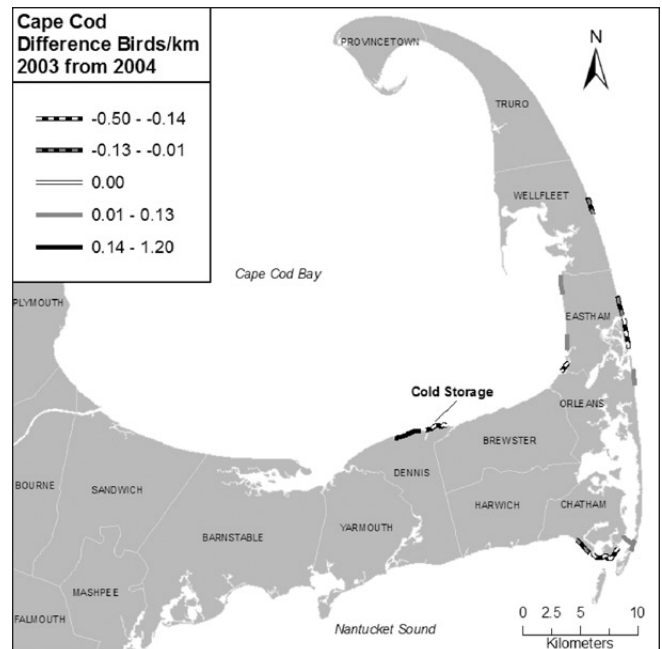 Cape Cod
Difference Birds/km
2003 from 2004
-0.50 - -0.14
-0.13 - -0.01
0.00
0.01 - 0.13
0.14 - 1.20
PROVINCETOWN
N
TRURO
WELLFLEET
Cape Cod Bay
PLYMOUTH
EASTHAM
Cold Storage
ORLEANS
BREWSTER
DENNIS
BOURNE
SANDWICH
HARWICH
CHATHAM
BARNSTABLE
YARMOUTH
MASHPEE
FALMOUTH
Nantucket Sound
0 2.5 5 10
Kilometers